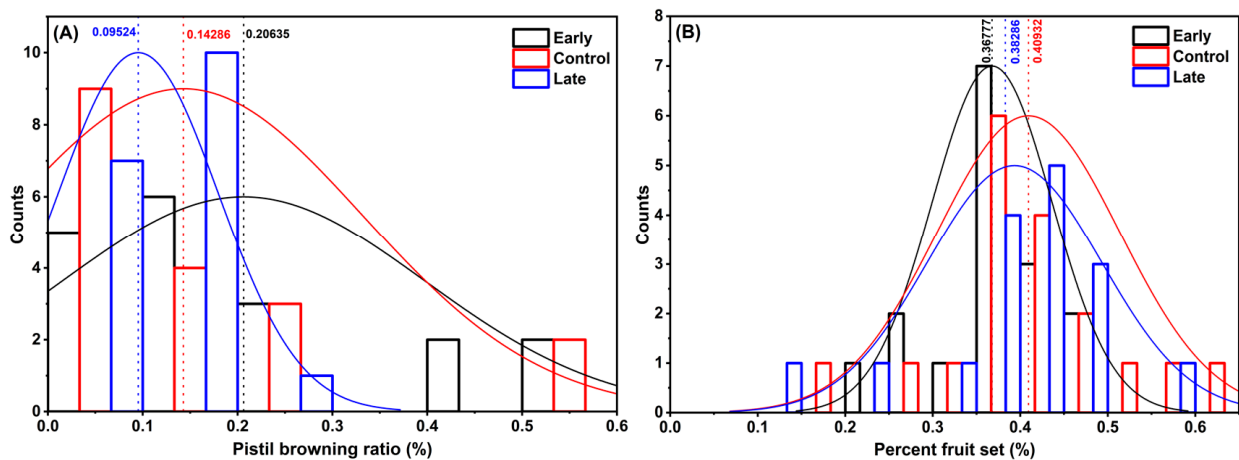 (A)
0.09524
0.14286
0.20635
Early
Control
Late
10
8
6
4
2
0
Counts
0.0 0.1 0.2 0.3 0.4 0.5 0.6
Pistil browning ratio (%)
(B)
0.36777
0.38286
0.40932
Early
Control
Late
8
7
6
5
4
3
2
1
0
Counts
0.0 0.1 0.2 0.3 0.4 0.5 0.6
Percent fruit set (%)